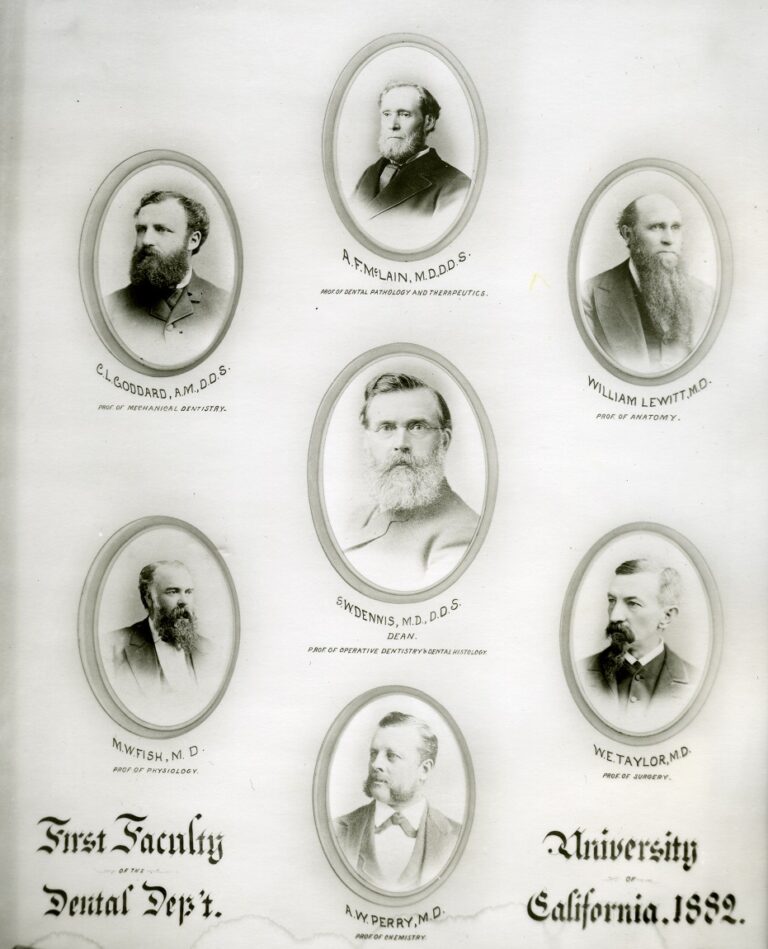 A.F. McLAIN, M.D.D.D.S.
PROF. OF DENTAL PATHOLOGY AND THERAPEUTICS.
C.L. GODDARD, A.M., D.D.S.
PROF. OF MECHANICAL DENTISTRY.
WILLIAM LEWITT, M.D.
PROF. OF ANATOMY.
S.W. DENNIS, M.D., D.D.S.
DEAN.
PROF. OF OPERATIVE DENTISTRY & DENTAL HISTOLOGY
M.W. FISH, M.D.
PROF. OF PHYSIOLOGY.
W.E. TAYLOR, M.D.
PROF. OF SURGERY.
A.W. PERRY, M.D.
PROF. OF CHEMISTRY.
First Faculty
OF THE
Dental Dep't.
University
OF
California. 1882.